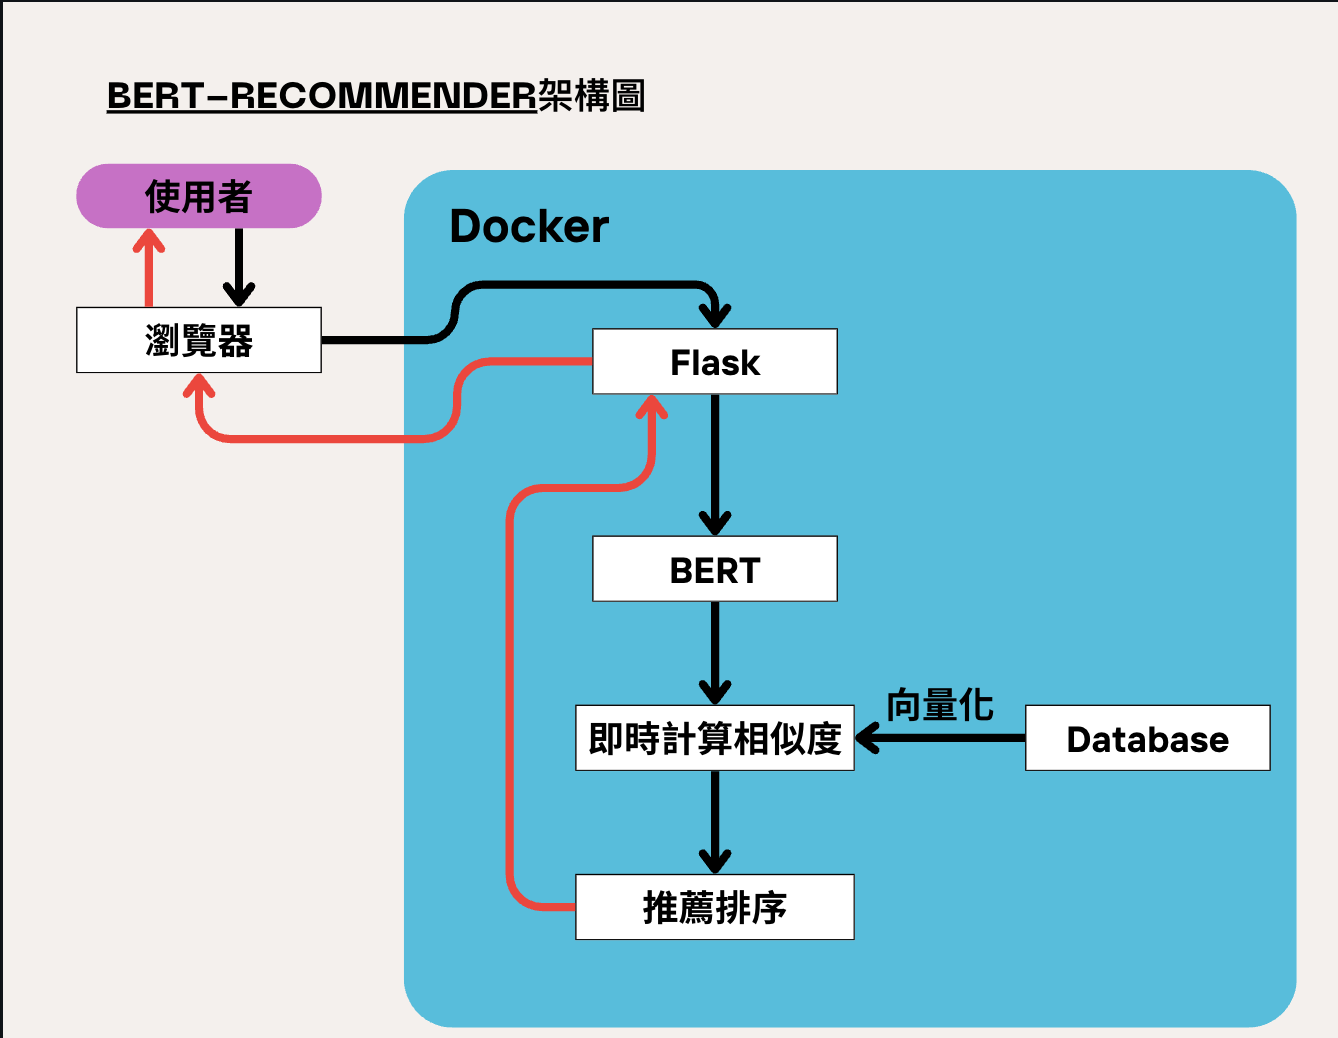 BERT-RECOMMENDER架構圖
使用者
Docker
瀏覽器
Flask
BERT
向量化
即時計算相似度
Database
推薦排序